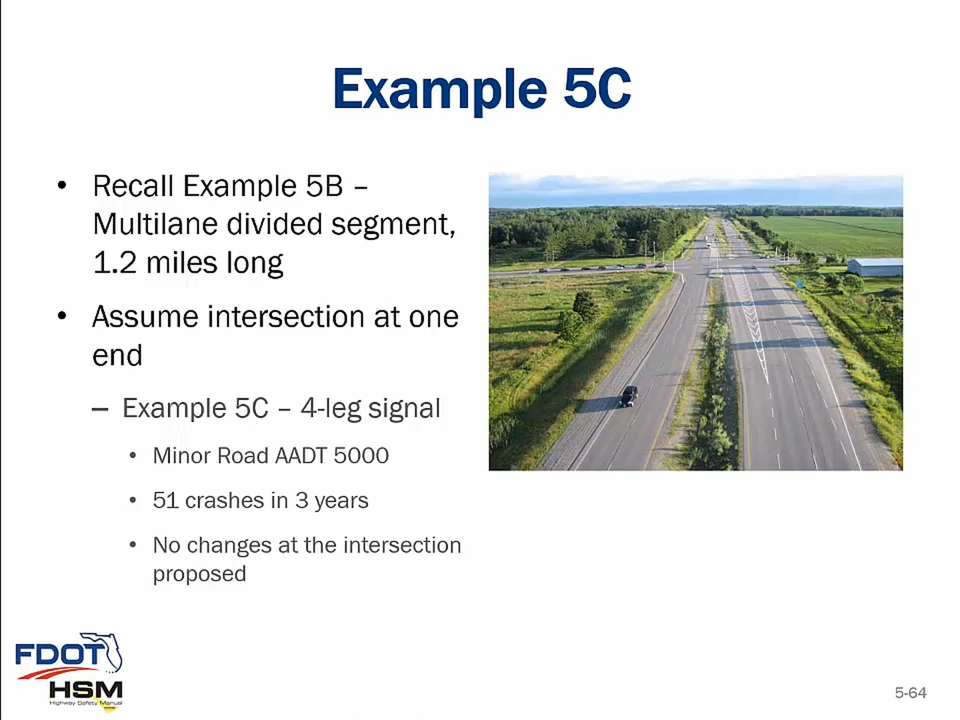 Example 5C
• Recall Example 5B –
Multilane divided segment,
1.2 miles long
• Assume intersection at one
end
– Example 5C – 4-leg signal
• Minor Road AADT 5000
• 51 crashes in 3 years
• No changes at the intersection
proposed
FDOT
HSM
Highway Safety Manual
5-64